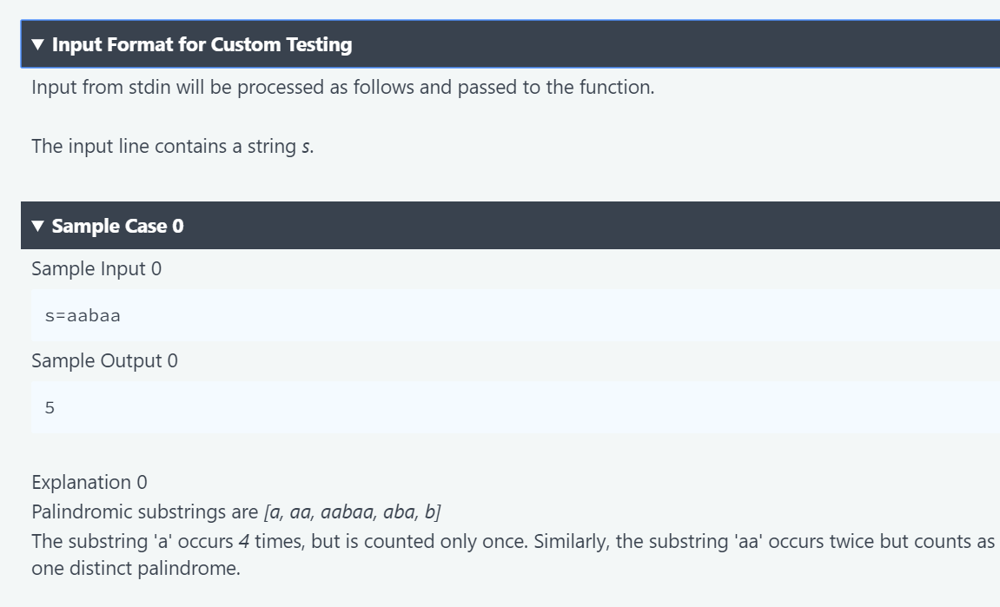 ▼ Input Format for Custom Testing
Input from stdin will be processed as follows and passed to the function.
The input line contains a string s.
▼ Sample Case 0
Sample Input 0
s=aabaa
Sample Output 0
5
Explanation 0
Palindromic substrings are [a, aa, aabaa, aba, b]
The substring 'a' occurs 4 times, but is counted only once. Similarly, the substring 'aa' occurs twice but counts as
one distinct palindrome.